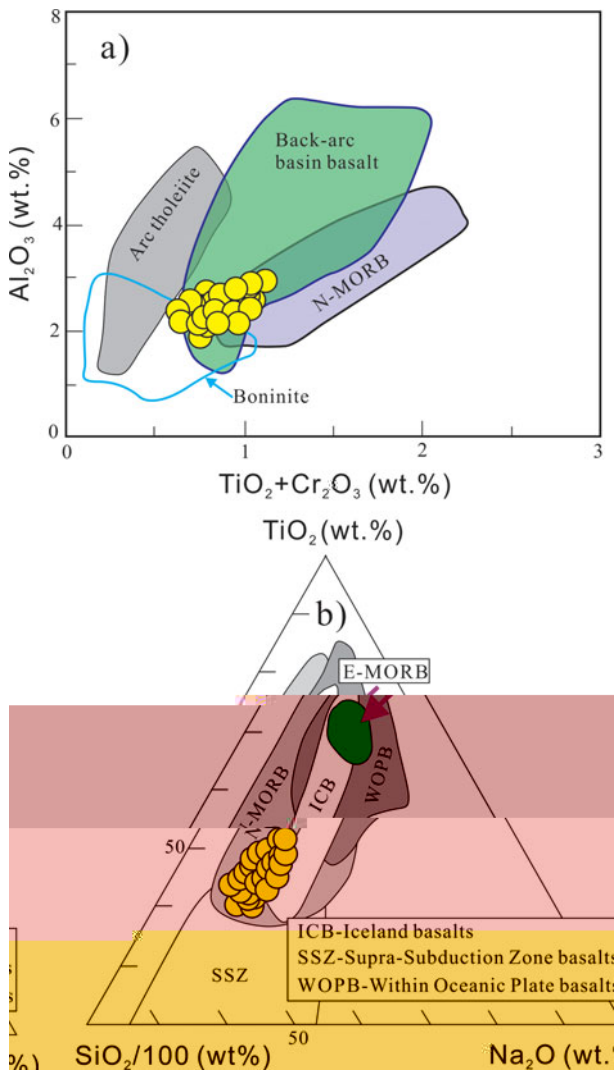 8
a)
6
Back-arc
basin basalt
Arc tholeiite
Al₂O₃ (wt.%)
4
N-MORB
2
Boninite
0
0
1
2
3
TiO₂+Cr₂O₃ (wt.%)
TiO₂ (wt.%)
b)
E-MORB
N-MORB
ICB
WOPB
50
ICB-Iceland basalts
SSZ-Supra-Subduction Zone basalts
WOPB-Within Oceanic Plate basalts
SSZ
50
SiO₂/100 (wt%)
Na₂O (wt.%